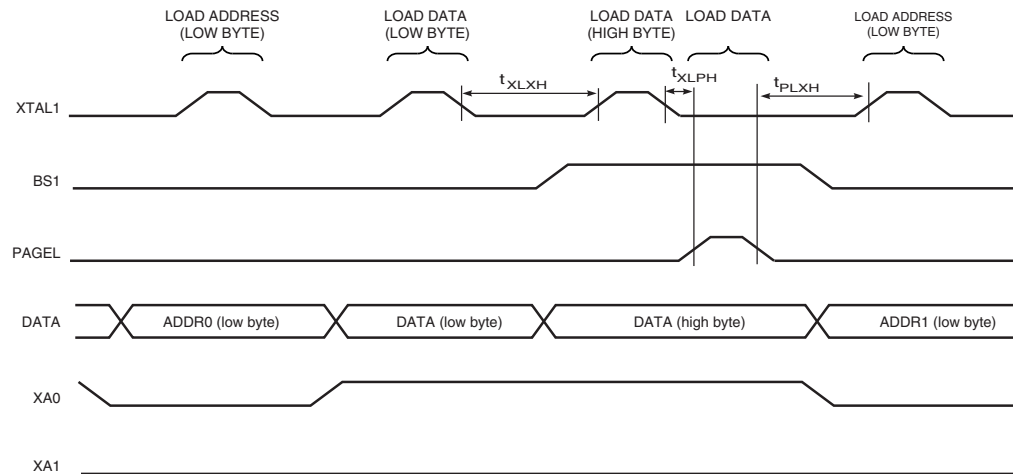 LOAD ADDRESS
(LOW BYTE)
LOAD DATA
(LOW BYTE)
LOAD DATA
(HIGH BYTE)
LOAD DATA
LOAD ADDRESS
(LOW BYTE)
tXLXH
tXLPH
tPLXH
XTAL1
BS1
PAGEL
DATA
ADDR0 (low byte)
DATA (low byte)
DATA (high byte)
ADDR1 (low byte)
XA0
XA1